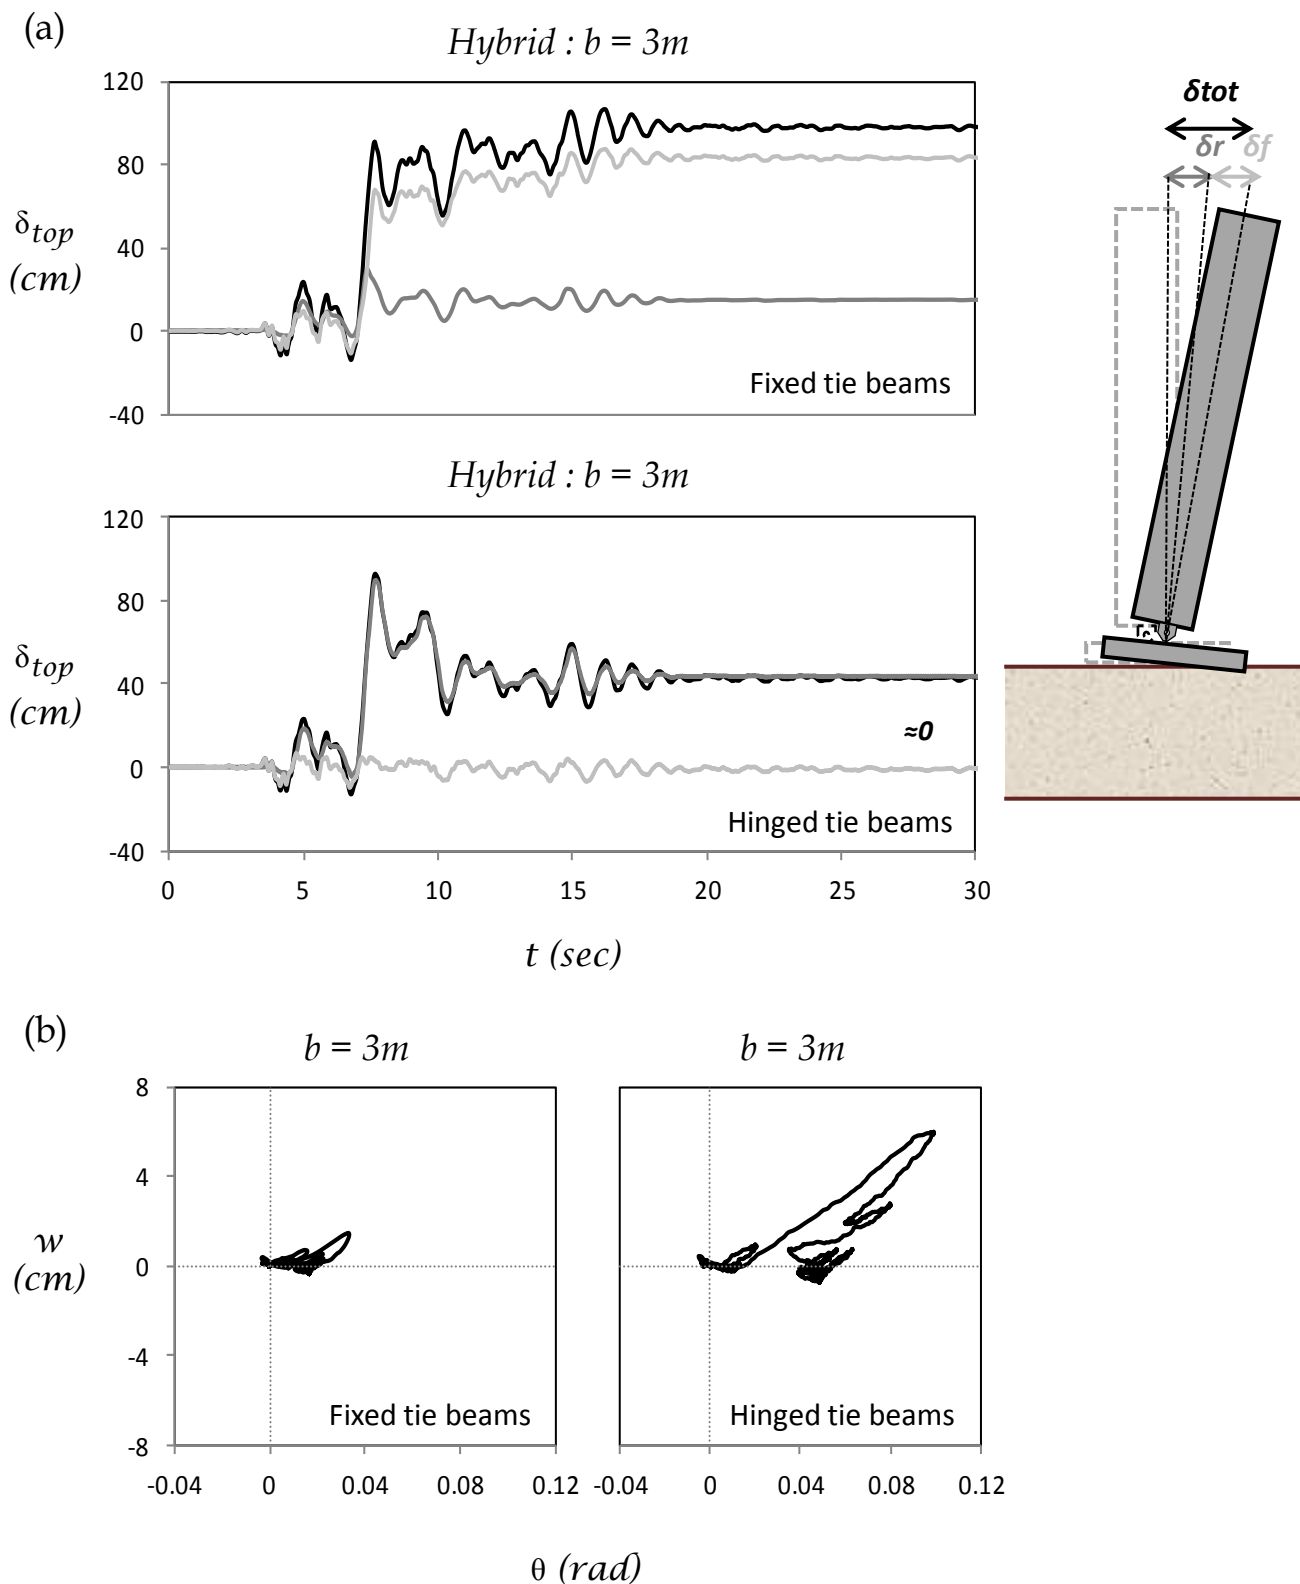 (a)
Hybrid : b = 3m
120
80
40
0
-40
δtop
(cm)
Fixed tie beams
δtot
δr
δf
Hybrid : b = 3m
120
80
40
0
-40
δtop
(cm)
≈0
Hinged tie beams
0 5 10 15 20 25 30
t (sec)
(b)
b = 3m
b = 3m
8
4
0
-4
-8
w
(cm)
Fixed tie beams
Hinged tie beams
-0.04 0 0.04 0.08 0.12
-0.04 0 0.04 0.08 0.12
θ (rad)